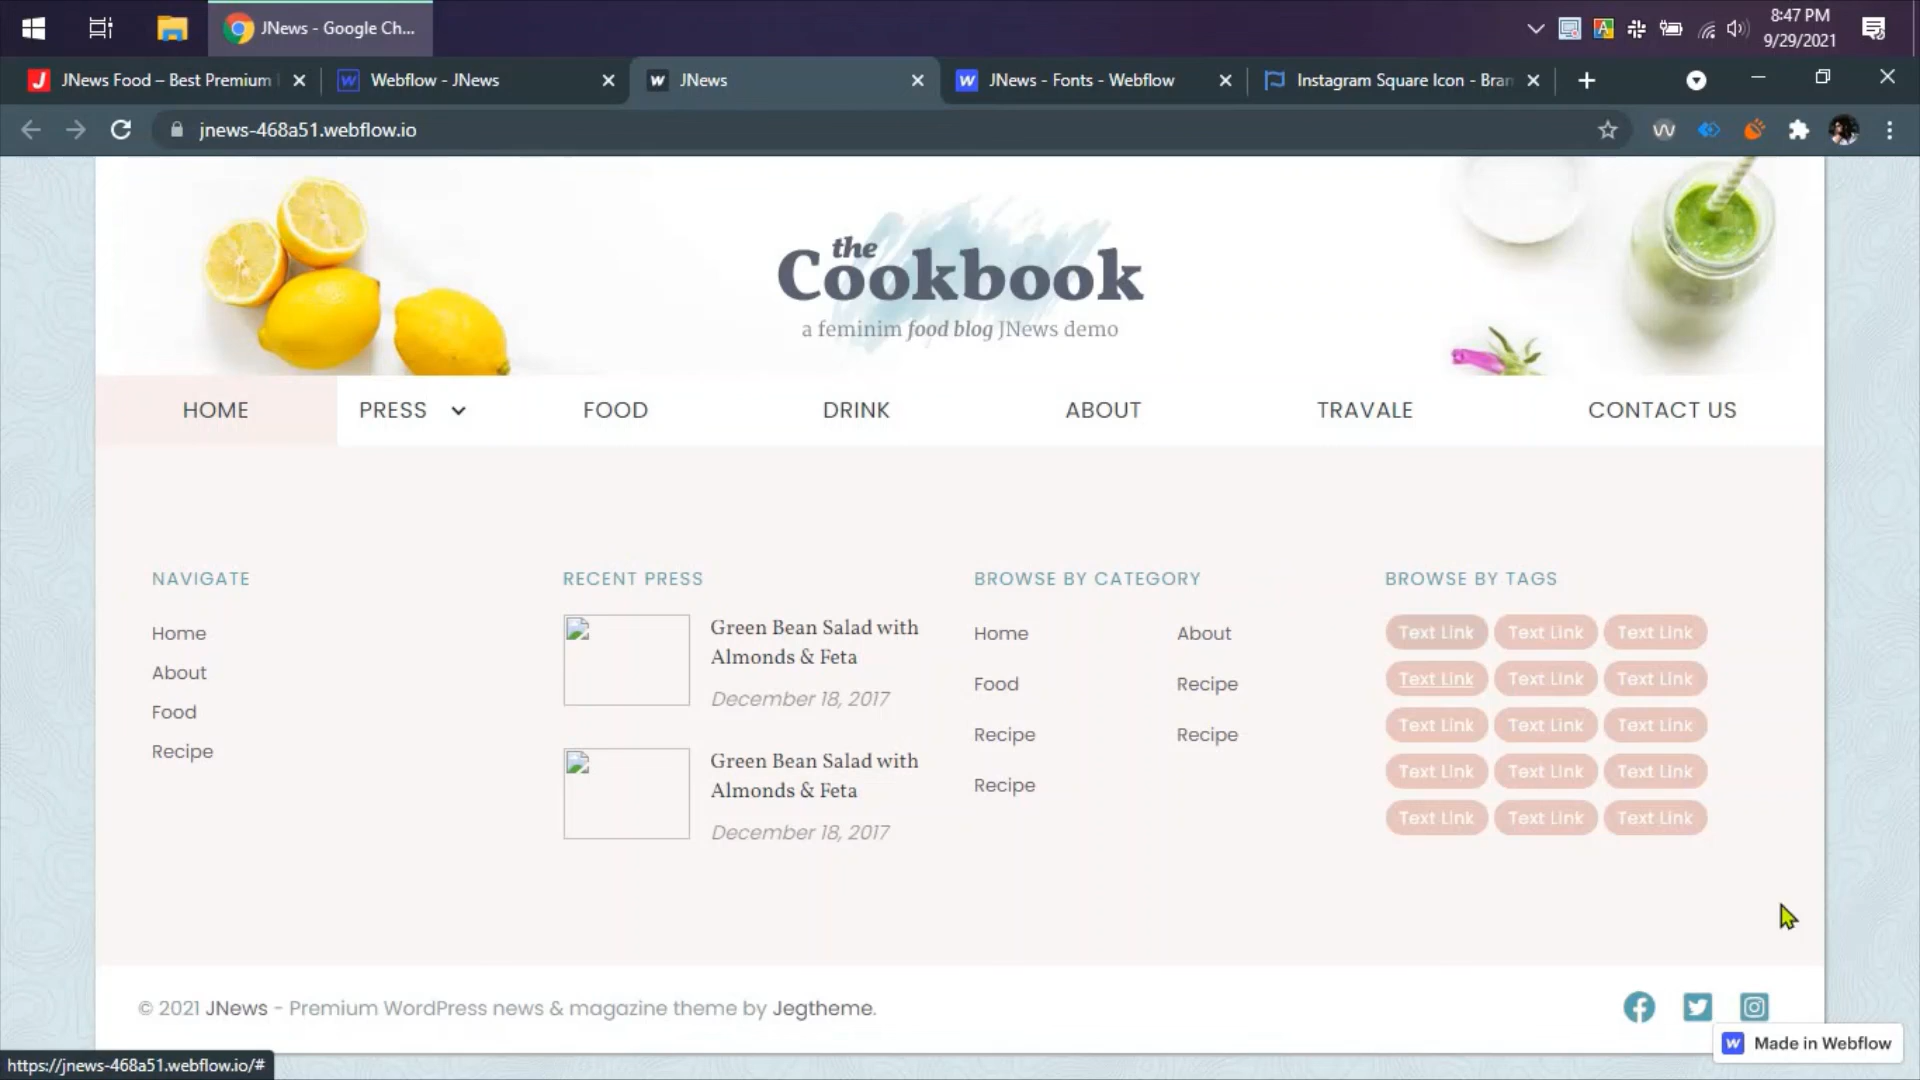 JNews - Google Ch...
8:47 PM
9/29/2021
JNews Food – Best Premium
Webflow - JNews
JNews
JNews - Fonts - Webflow
Instagram Square Icon - Bran
jnews-468a51.webflow.io
the
Cookbook
a feminim food blog JNews demo
HOME
PRESS
FOOD
DRINK
ABOUT
TRAVALE
CONTACT US
NAVIGATE
Home
About
Food
Recipe
RECENT PRESS
Green Bean Salad with
Almonds & Feta
December 18, 2017
Green Bean Salad with
Almonds & Feta
December 18, 2017
BROWSE BY CATEGORY
Home
About
Food
Recipe
Recipe
Recipe
Recipe
BROWSE BY TAGS
Text Link Text Link Text Link
Text Link Text Link Text Link
Text Link Text Link Text Link
Text Link Text Link Text Link
Text Link Text Link Text Link
© 2021 JNews - Premium WordPress news & magazine theme by Jegtheme.
Made in Webflow
https://jnews-468a51.webflow.io/#